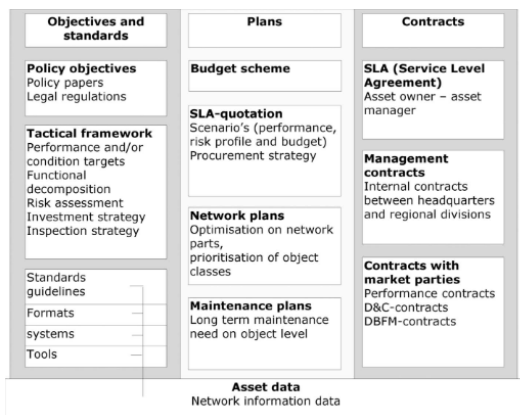 Objectives and
standards
Policy objectives
Policy papers
Legal regulations
Tactical framework
Performance and/or
condition targets
Functional
decomposition
Risk assessment
Investment strategy
Inspection strategy
Standards
guidelines
Formats
systems
Tools
Plans
Budget scheme
SLA-quotation
Scenario's (performance,
risk profile and budget)
Procurement strategy
Network plans
Optimisation on network
parts,
prioritisation of object
classes
Maintenance plans
Long term maintenance
need on object level
Contracts
SLA (Service Level
Agreement)
Asset owner – asset
manager
Management
contracts
Internal contracts
between headquarters
and regional divisions
Contracts with
market parties
Performance contracts
D&C-contracts
DBFM-contracts
Asset data
Network information data